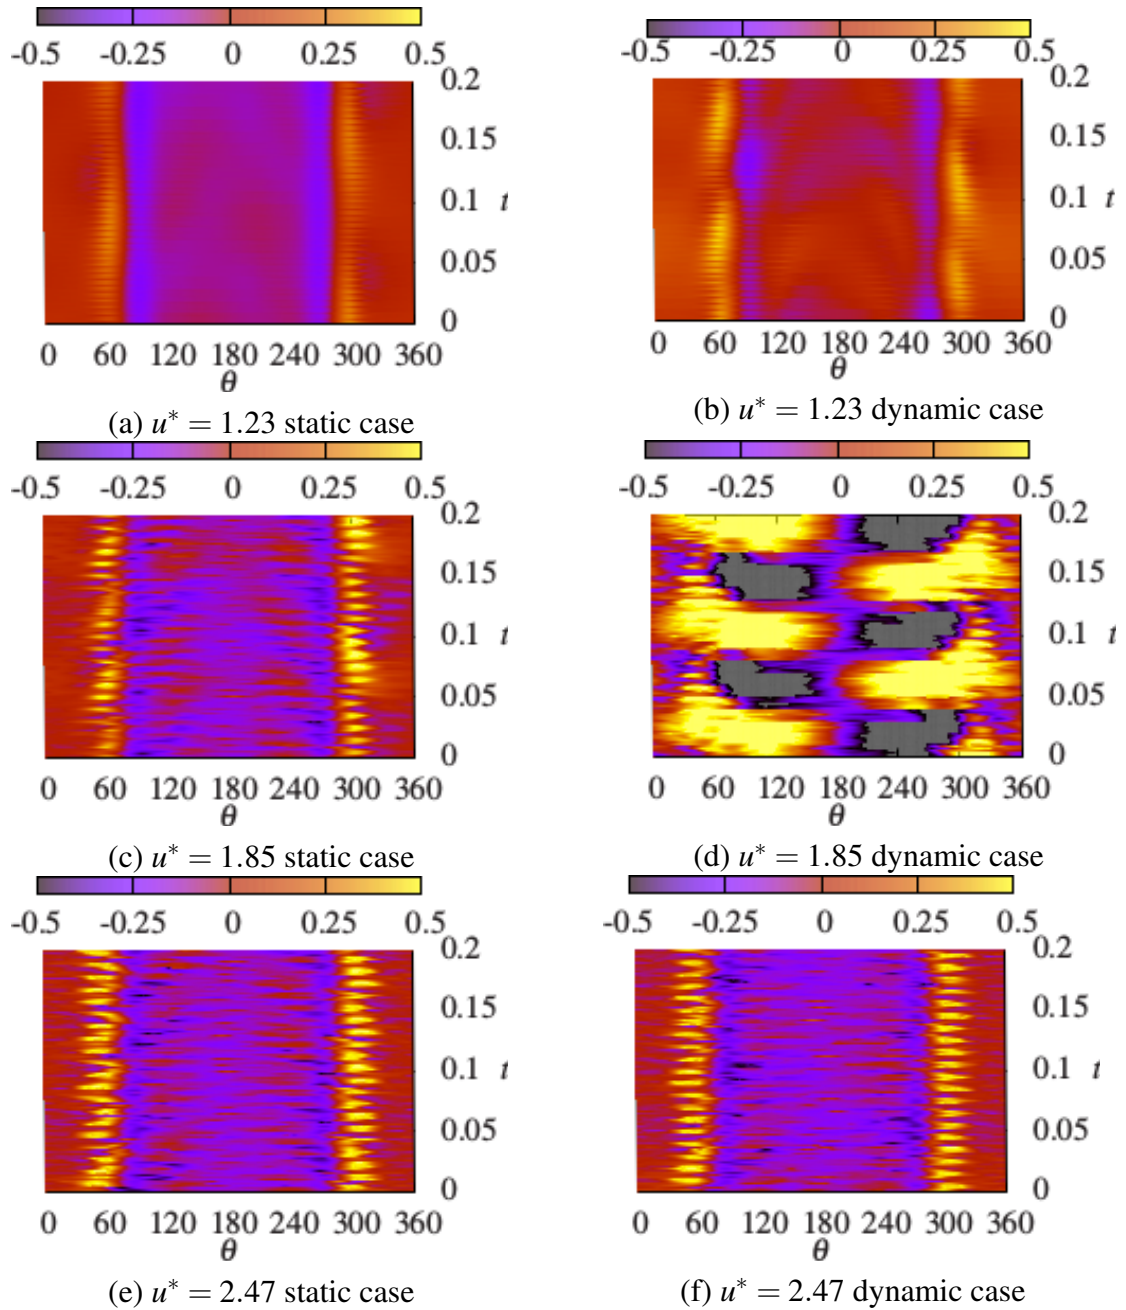 -0.5 -0.25 0 0.25 0.5
-0.5 -0.25 0 0.25 0.5
0.2
0.15
0.1 t
0.05
0
0 60 120 180 240 300 360
θ
0.2
0.15
0.1 t
0.05
0
0 60 120 180 240 300 360
θ
(a) u* = 1.23 static case
(b) u* = 1.23 dynamic case
-0.5 -0.25 0 0.25 0.5
-0.5 -0.25 0 0.25 0.5
0.2
0.15
0.1 t
0.05
0
0 60 120 180 240 300 360
θ
0.2
0.15
0.1 t
0.05
0
0 60 120 180 240 300 360
θ
(c) u* = 1.85 static case
(d) u* = 1.85 dynamic case
-0.5 -0.25 0 0.25 0.5
-0.5 -0.25 0 0.25 0.5
0.2
0.15
0.1 t
0.05
0
0 60 120 180 240 300 360
θ
0.2
0.15
0.1 t
0.05
0
0 60 120 180 240 300 360
θ
(e) u* = 2.47 static case
(f) u* = 2.47 dynamic case